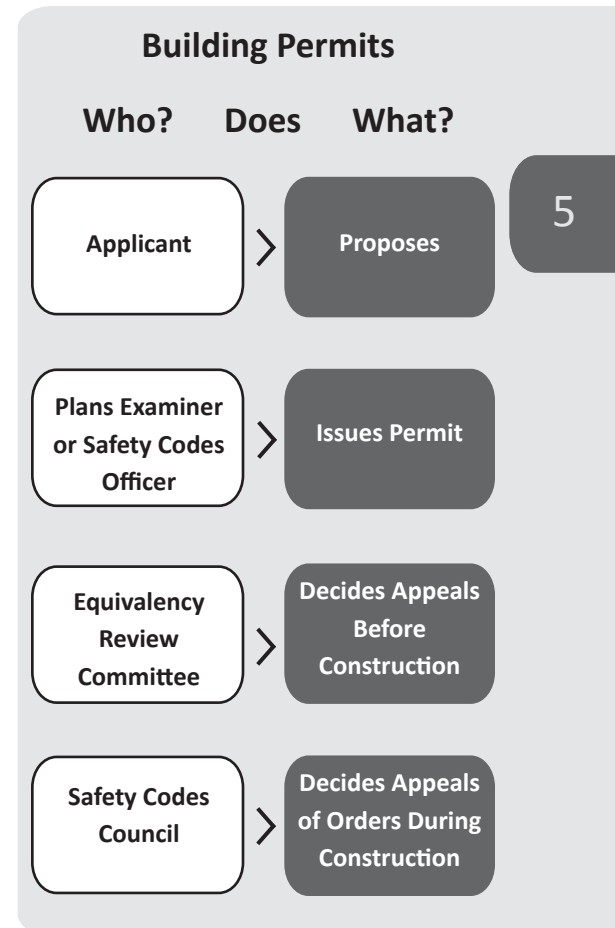 Building Permits
Who? Does What?
5
Applicant > Proposes
Plans Examiner
or Safety Codes
Officer
> Issues Permit
Equivalency
Review
Committee
> Decides Appeals
Before
Construction
Safety Codes
Council
> Decides Appeals
of Orders During
Construction